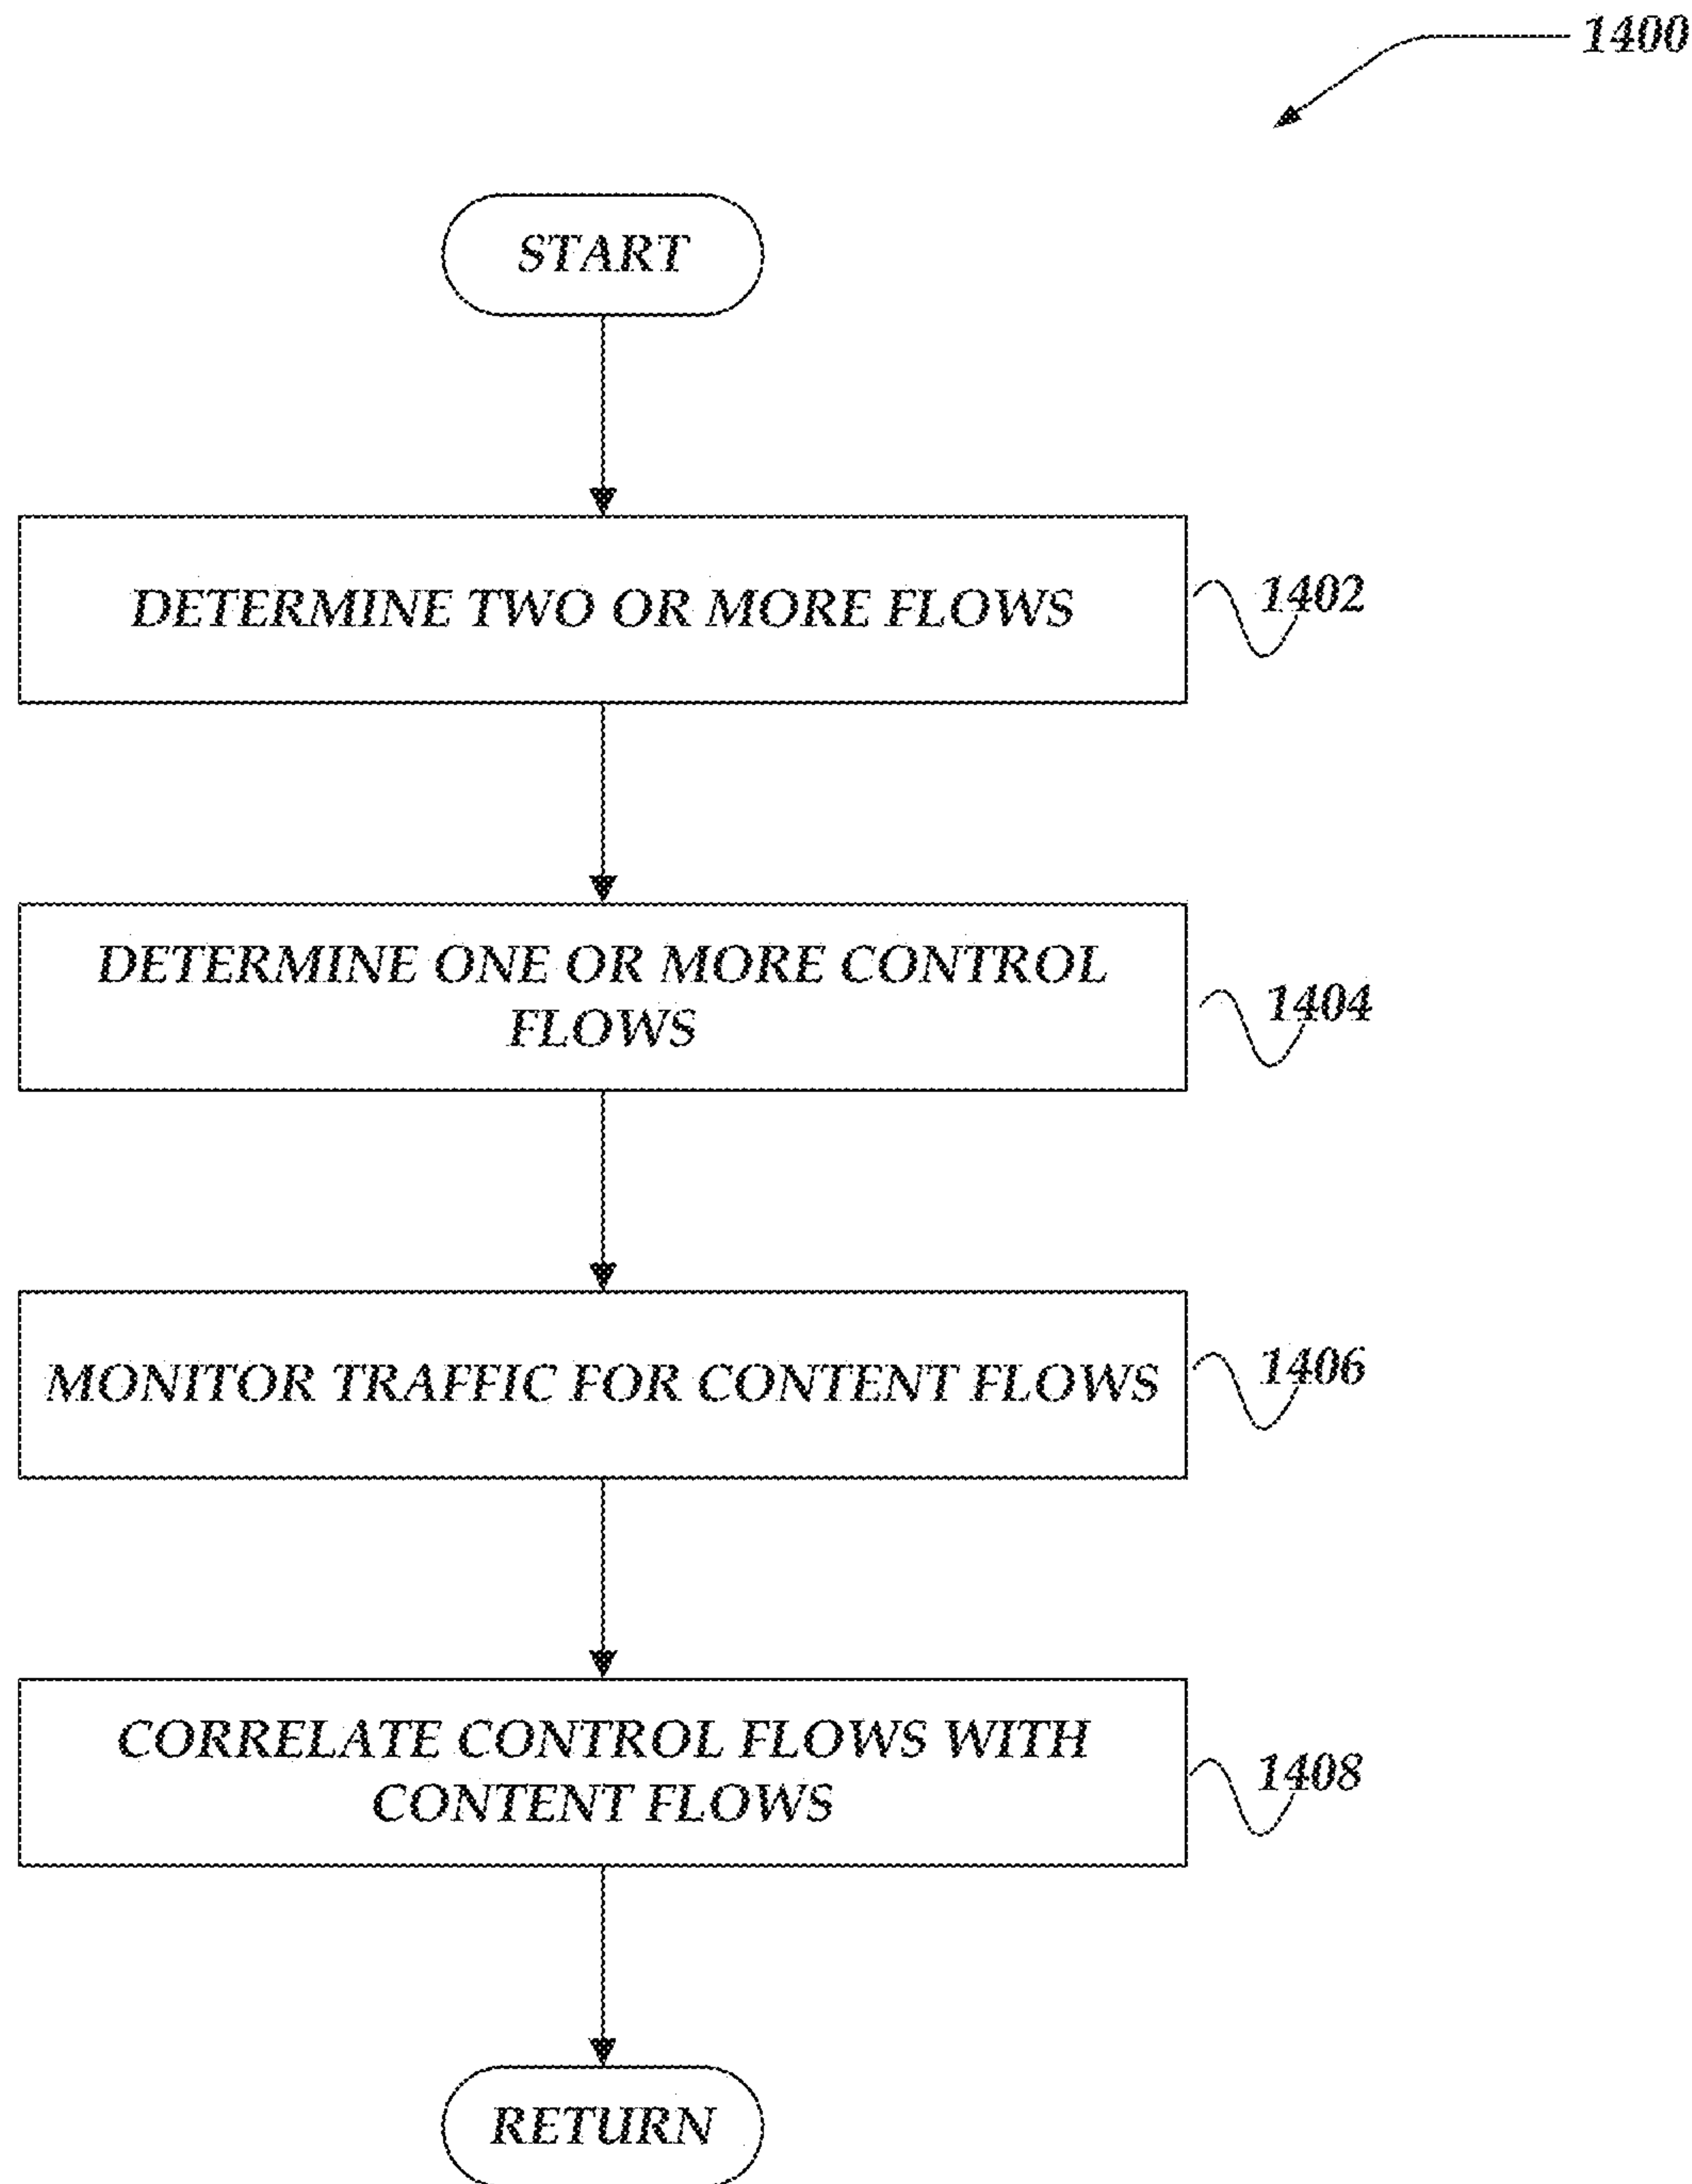 1400
START
DETERMINE TWO OR MORE FLOWS
1402
DETERMINE ONE OR MORE CONTROL
FLOWS
1404
MONITOR TRAFFIC FOR CONTENT FLOWS
1406
CORRELATE CONTROL FLOWS WITH
CONTENT FLOWS
1408
RETURN